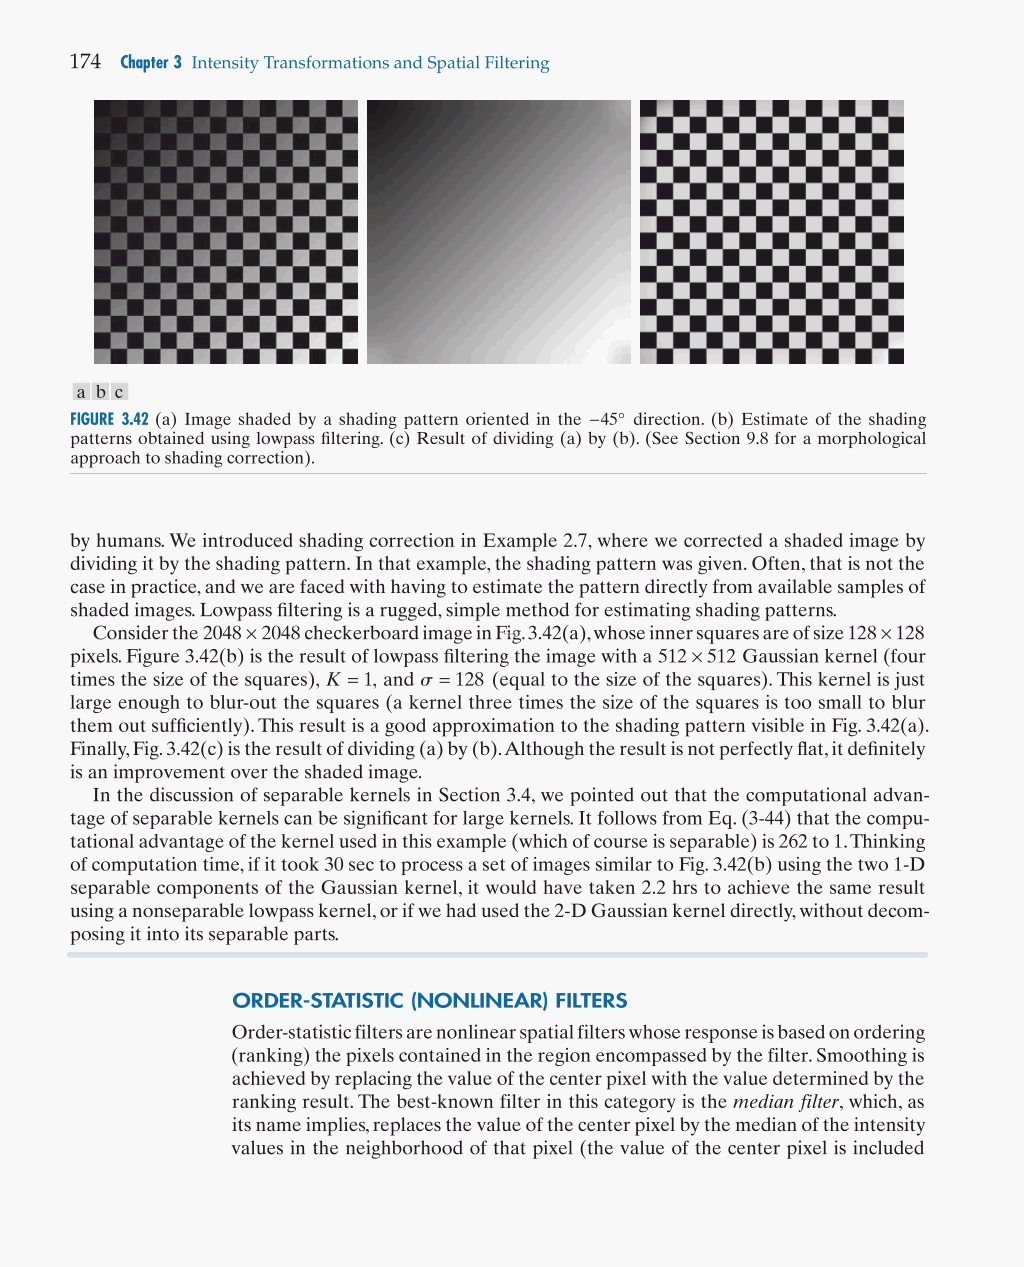 174 Chapter 3 Intensity Transformations and Spatial Filtering
a b c
FIGURE 3.42 (a) Image shaded by a shading pattern oriented in the −45° direction. (b) Estimate of the shading
patterns obtained using lowpass filtering. (c) Result of dividing (a) by (b). (See Section 9.8 for a morphological
approach to shading correction).
by humans. We introduced shading correction in Example 2.7, where we corrected a shaded image by
dividing it by the shading pattern. In that example, the shading pattern was given. Often, that is not the
case in practice, and we are faced with having to estimate the pattern directly from available samples of
shaded images. Lowpass filtering is a rugged, simple method for estimating shading patterns.
Consider the 2048 × 2048 checkerboard image in Fig. 3.42(a), whose inner squares are of size 128 × 128
pixels. Figure 3.42(b) is the result of lowpass filtering the image with a 512 × 512 Gaussian kernel (four
times the size of the squares), K = 1, and σ = 128 (equal to the size of the squares). This kernel is just
large enough to blur-out the squares (a kernel three times the size of the squares is too small to blur
them out sufficiently). This result is a good approximation to the shading pattern visible in Fig. 3.42(a).
Finally, Fig. 3.42(c) is the result of dividing (a) by (b). Although the result is not perfectly flat, it definitely
is an improvement over the shaded image.
In the discussion of separable kernels in Section 3.4, we pointed out that the computational advan-
tage of separable kernels can be significant for large kernels. It follows from Eq. (3-44) that the compu-
tational advantage of the kernel used in this example (which of course is separable) is 262 to 1. Thinking
of computation time, if it took 30 sec to process a set of images similar to Fig. 3.42(b) using the two 1-D
separable components of the Gaussian kernel, it would have taken 2.2 hrs to achieve the same result
using a nonseparable lowpass kernel, or if we had used the 2-D Gaussian kernel directly, without decom-
posing it into its separable parts.
ORDER-STATISTIC (NONLINEAR) FILTERS
Order-statistic filters are nonlinear spatial filters whose response is based on ordering
(ranking) the pixels contained in the region encompassed by the filter. Smoothing is
achieved by replacing the value of the center pixel with the value determined by the
ranking result. The best-known filter in this category is the median filter, which, as
its name implies, replaces the value of the center pixel by the median of the intensity
values in the neighborhood of that pixel (the value of the center pixel is included